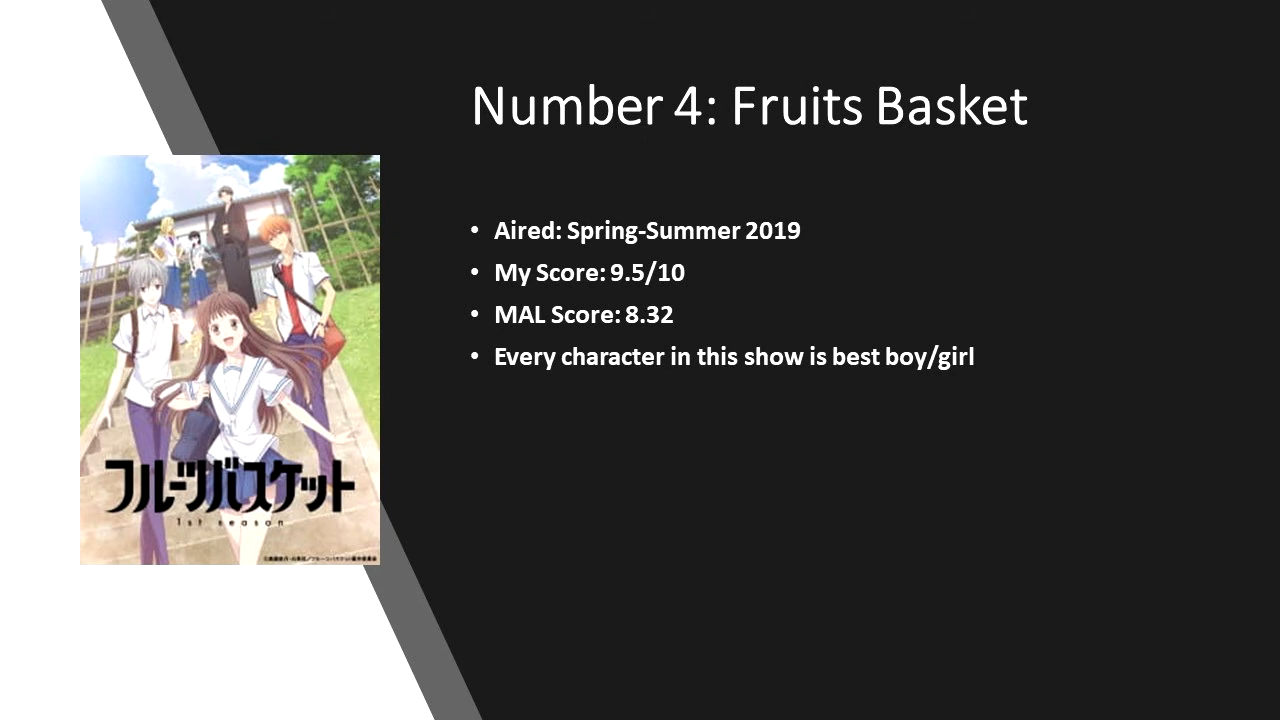 Number 4: Fruits Basket
• Aired: Spring-Summer 2019
• My Score: 9.5/10
• MAL Score: 8.32
• Every character in this show is best boy/girl
フルーツバスケット
1st season